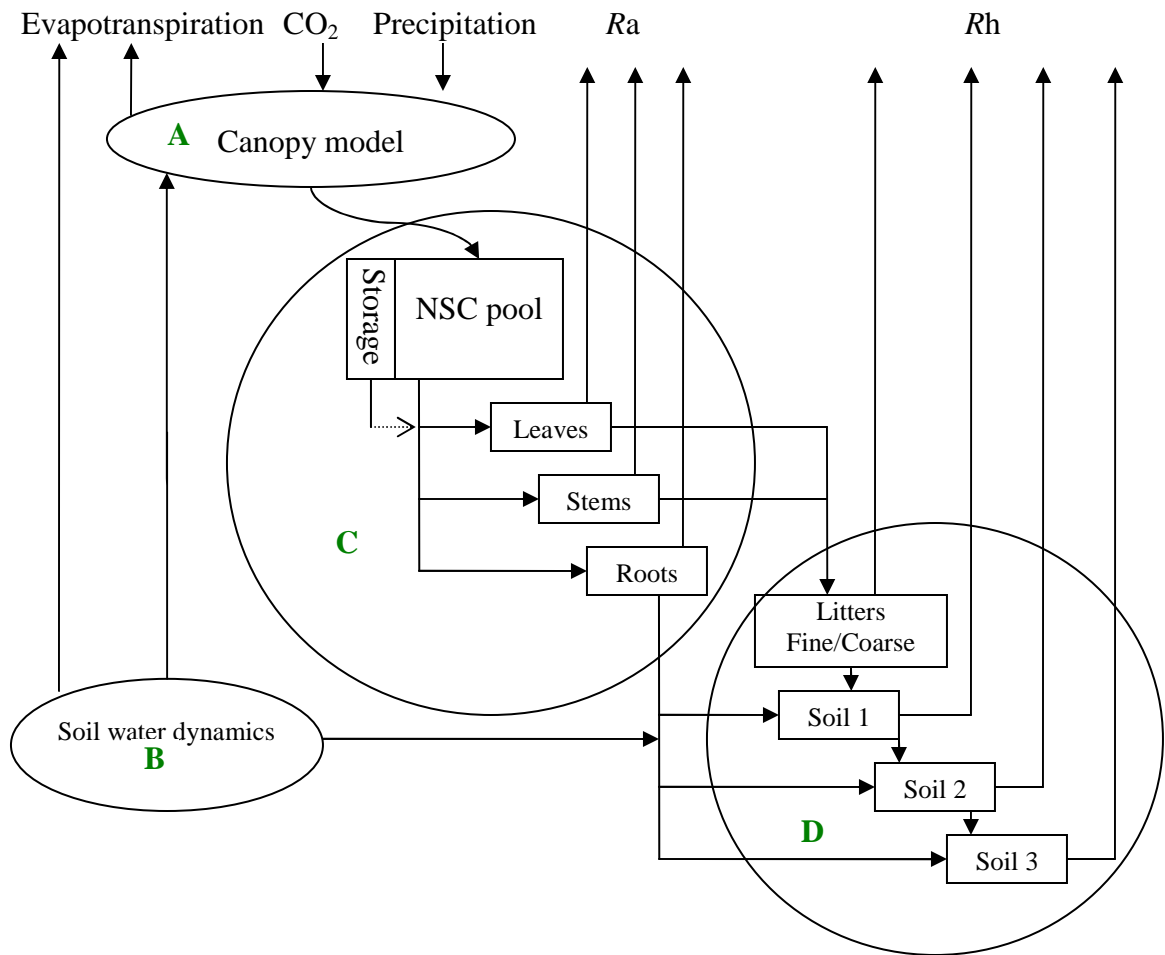 Evapotranspiration CO₂ Precipitation Ra Rh
A Canopy model
Storage
NSC pool
Leaves
Stems
C
Roots
Litters
Fine/Coarse
Soil 1
Soil water dynamics
B
Soil 2
D
Soil 3